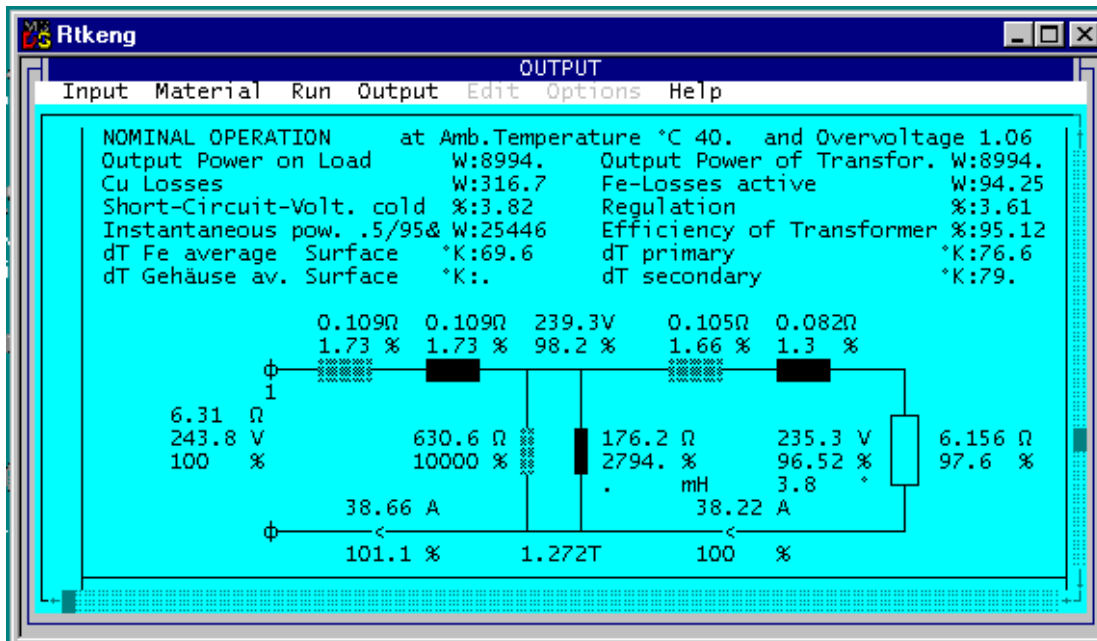 Rtkeng
OUTPUT
Input Material Run Output Edit Options Help
NOMINAL OPERATION at Amb.Temperature °C 40. and Overvoltage 1.06
Output Power on Load W:8994. Output Power of Transfor. W:8994.
Cu Losses W:316.7 Fe-Losses active W:94.25
Short-Circuit-Volt. cold %:3.82 Regulation %:3.61
Instantaneous pow. .5/95& W:25446 Efficiency of Transformer %:95.12
dT Fe average Surface °K:69.6 dT primary °K:76.6
dT Gehäuse av. Surface °K:. dT secondary °K:79.
0.109Ω 0.109Ω 239.3V 0.105Ω 0.082Ω
1.73 % 1.73 % 98.2 % 1.66 % 1.3 %
1
6.31 Ω
243.8 V 630.6 Ω 176.2 Ω 235.3 V 6.156 Ω
100 % 10000 % 2794. % 96.52 % 97.6 %
. mH 3.8 °
38.66 A 38.22 A
101.1 % 1.272T 100 %